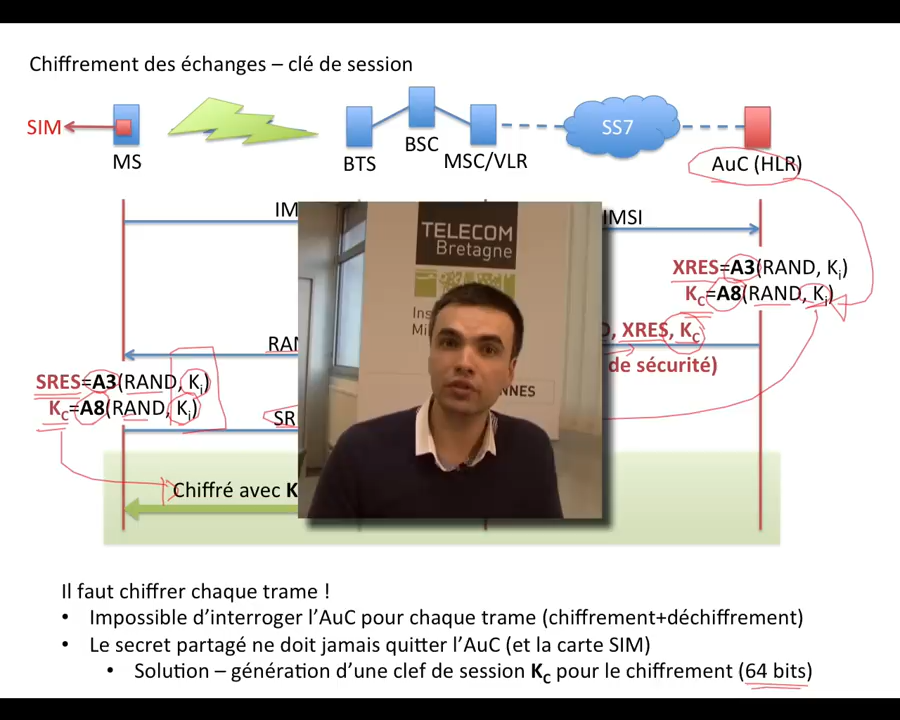 Chiffrement des échanges – clé de session
SIM
MS
BTS
BSC
MSC/VLR
SS7
AuC (HLR)
IMSI
TELECOM
Bretagne
XRES=A3(RAND, Ki)
KC=A8(RAND, Ki)
XRES, KC
de sécurité)
SRES=A3(RAND, Ki)
KC=A8(RAND, Ki)
Chiffré avec K
Il faut chiffrer chaque trame !
• Impossible d'interroger l'AuC pour chaque trame (chiffrement+déchiffrement)
• Le secret partagé ne doit jamais quitter l'AuC (et la carte SIM)
• Solution – génération d'une clef de session KC pour le chiffrement (64 bits)